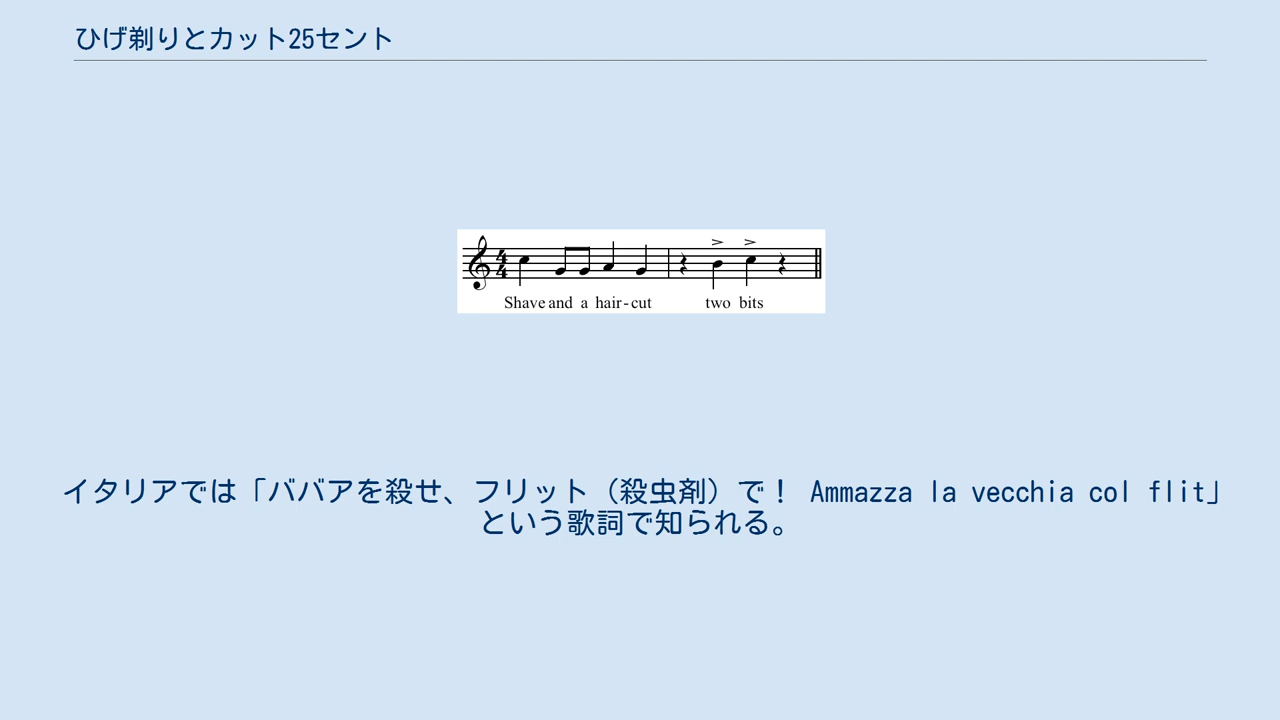 ひげ剃りとカット25セント
Shave and a hair-cut two bits
イタリアでは「ババアを殺せ、フリット（殺虫剤）で！ Ammazza la vecchia col flit」
という歌詞で知られる。